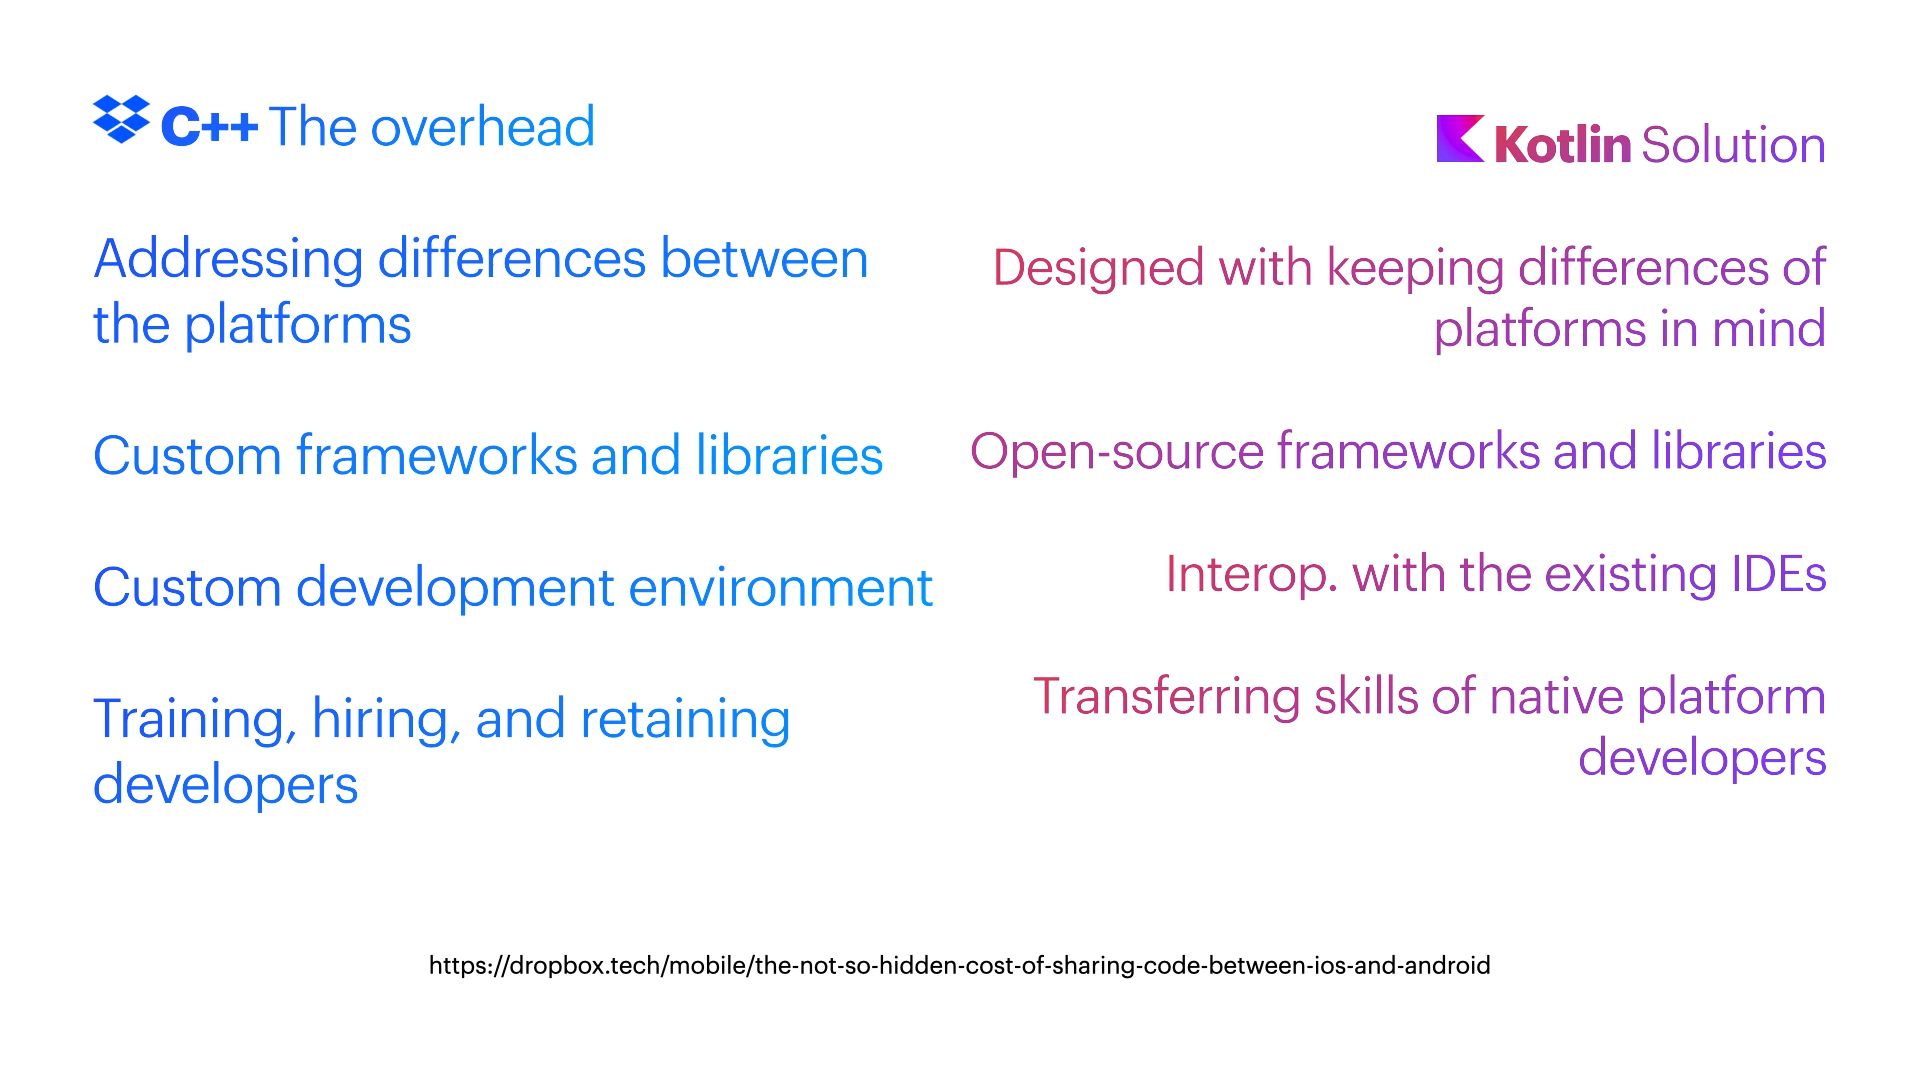 C++ The overhead
Addressing differences between
the platforms
Custom frameworks and libraries
Custom development environment
Training, hiring, and retaining
developers
Kotlin Solution
Designed with keeping differences of
platforms in mind
Open-source frameworks and libraries
Interop. with the existing IDEs
Transferring skills of native platform
developers
https://dropbox.tech/mobile/the-not-so-hidden-cost-of-sharing-code-between-ios-and-android